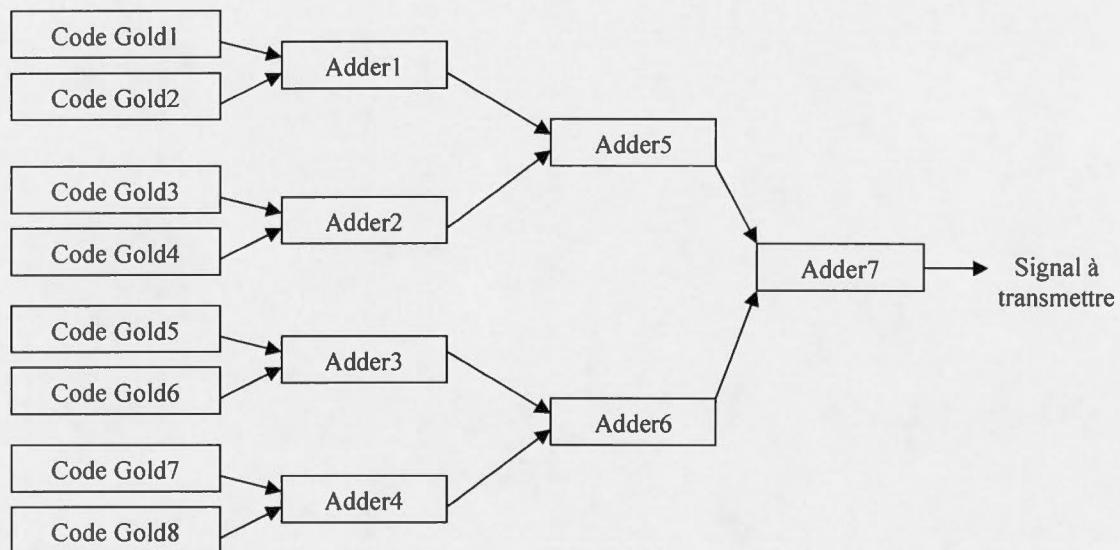 Code Gold1
Code Gold2
Adder1
Code Gold3
Code Gold4
Adder2
Adder5
Code Gold5
Code Gold6
Adder3
Code Gold7
Code Gold8
Adder4
Adder6
Adder7
Signal à
transmettre